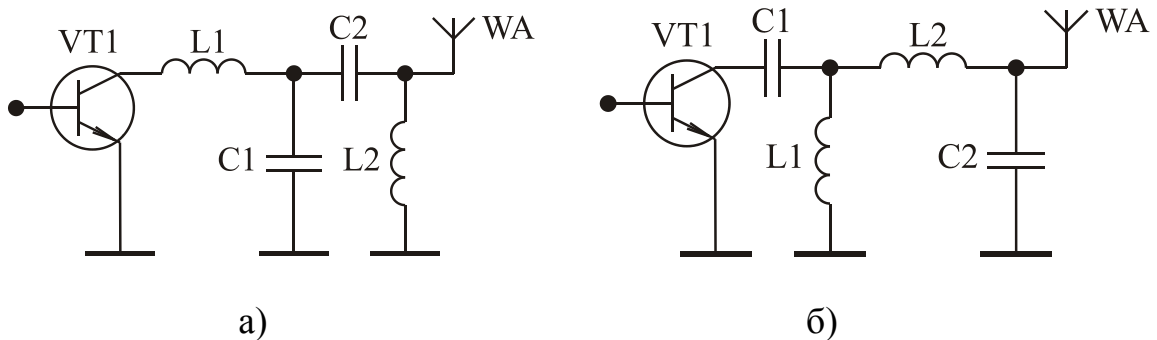 VT1 L1 C2 WA
C1 L2
а)
VT1 C1 L2 WA
L1 C2
б)